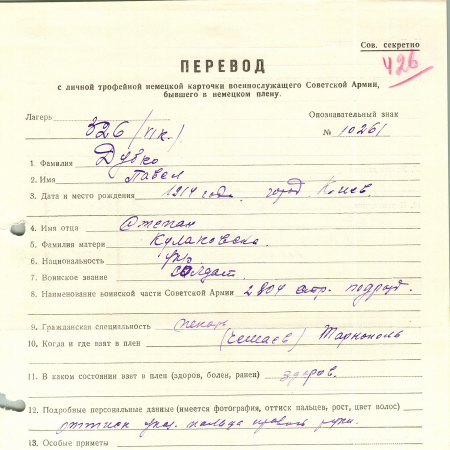 Сов. секретно
426
ПЕРЕВОД
с личной трофейной немецкой карточки военнослужащего Советской Армии,
бывшего в немецком плену.
Лагерь 326 /VIк./
Опознавательный знак
№ 10261
1. Фамилия Дубко
2. Имя Павел
3. Дата и место рождения 1914 года. город Киев.
4. Имя отца Степан
5. Фамилия матери Кулаковска.
6. Национальность укр.
7. Воинское звание солдат.
8. Наименование воинской части Советской Армии 2804 стр. подразд.
9. Гражданская специальность пекарь
10. Когда и где взят в плен Тарнополь
11. В каком состоянии взят в плен (здоров, болен, ранен) здоров.
12. Подробные персональные данные (имеется фотография, оттиск пальцев, рост, цвет волос)
оттиск указ. пальца правой руки.
13. Особые приметы